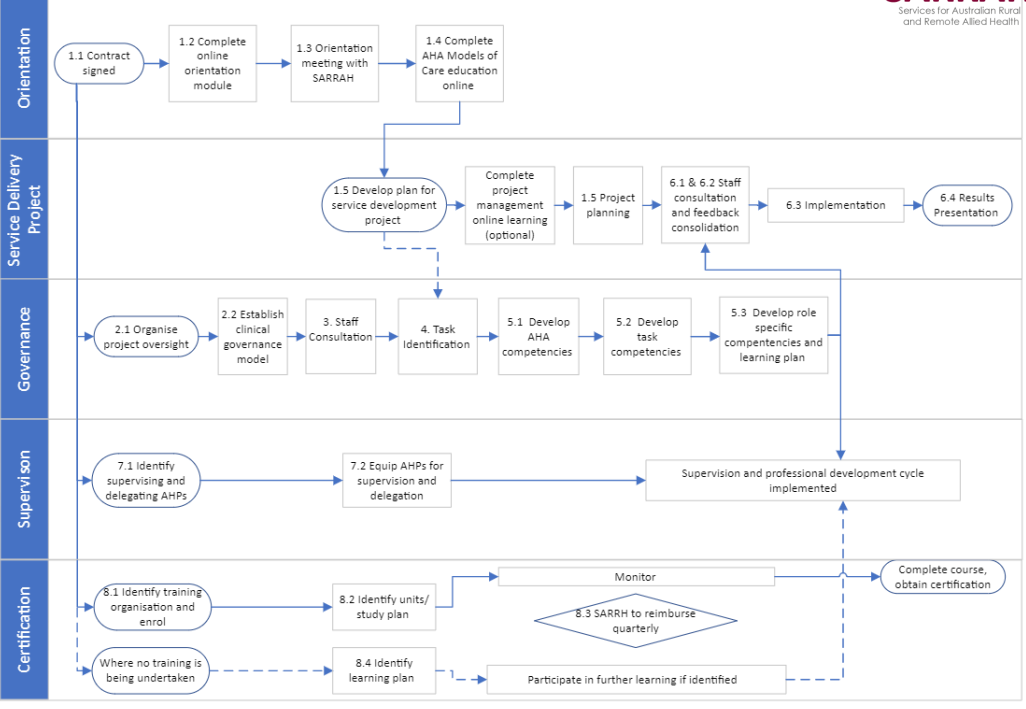 Services for Australian Rural
and Remote Allied Health
Orientation
1.1 Contract
signed
1.2 Complete
online
orientation
module
1.3 Orientation
meeting with
SARRAH
1.4 Complete
AHA Models of
Care education
online
Service Delivery
Project
1.5 Develop plan for
service development
project
Complete
project
management
online learning
(optional)
1.5 Project
planning
6.1 & 6.2 Staff
consultation
and feedback
consolidation
6.3 Implementation
6.4 Results
Presentation
Governance
2.1 Organise
project oversight
2.2 Establish
clinical
governance
model
3. Staff
Consultation
4. Task
Identification
5.1 Develop
AHA
competencies
5.2 Develop
task
competencies
5.3 Develop role
specific
compentencies and
learning plan
Supervison
7.1 Identify
supervising and
delegating AHPs
7.2 Equip AHPs for
supervision and
delegation
Supervision and professional development cycle
implemented
Certification
8.1 Identify training
organisation and
enrol
8.2 Identify units/
study plan
Monitor
Complete course,
obtain certification
8.3 SARRH to reimburse
quarterly
Where no training is
being undertaken
8.4 Identify
learning plan
Participate in further learning if identified